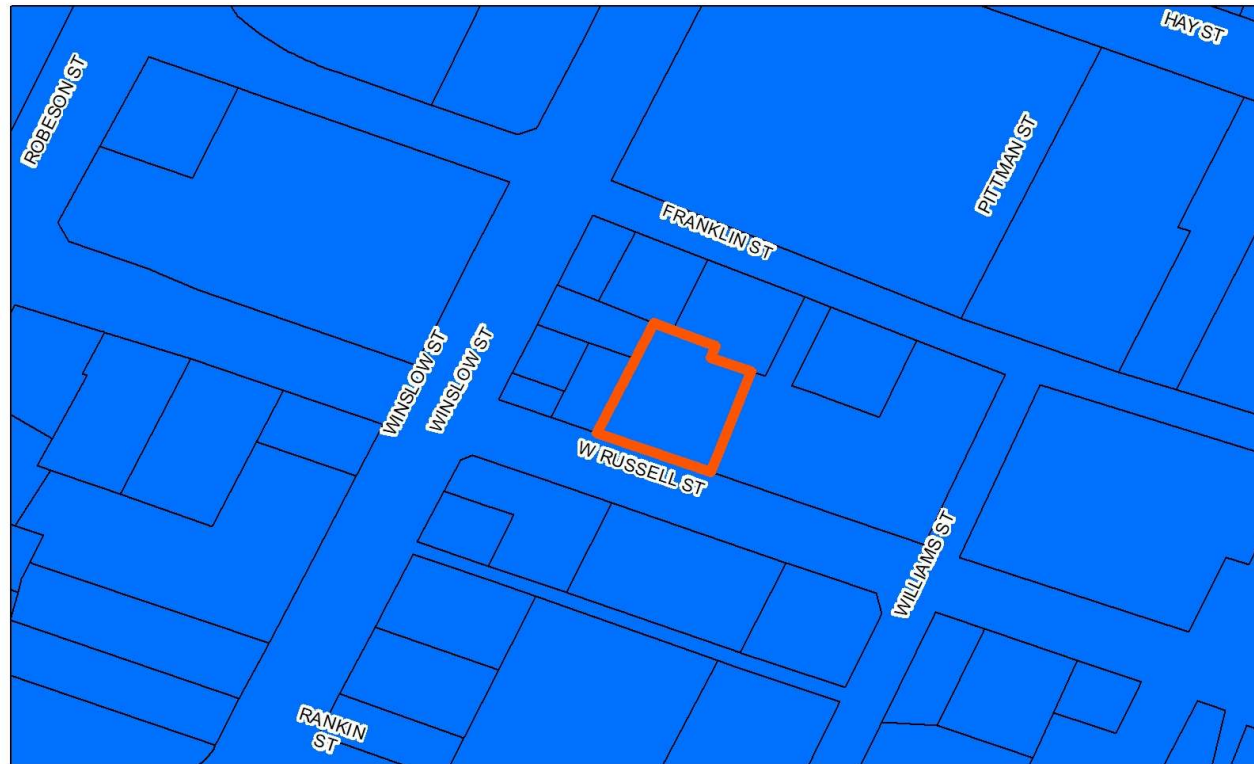 HAY ST
ROBESON ST
PITTMAN ST
FRANKLIN ST
WINSLOW ST
WINSLOW ST
W RUSSELL ST
WILLIAMS ST
RANKIN
ST